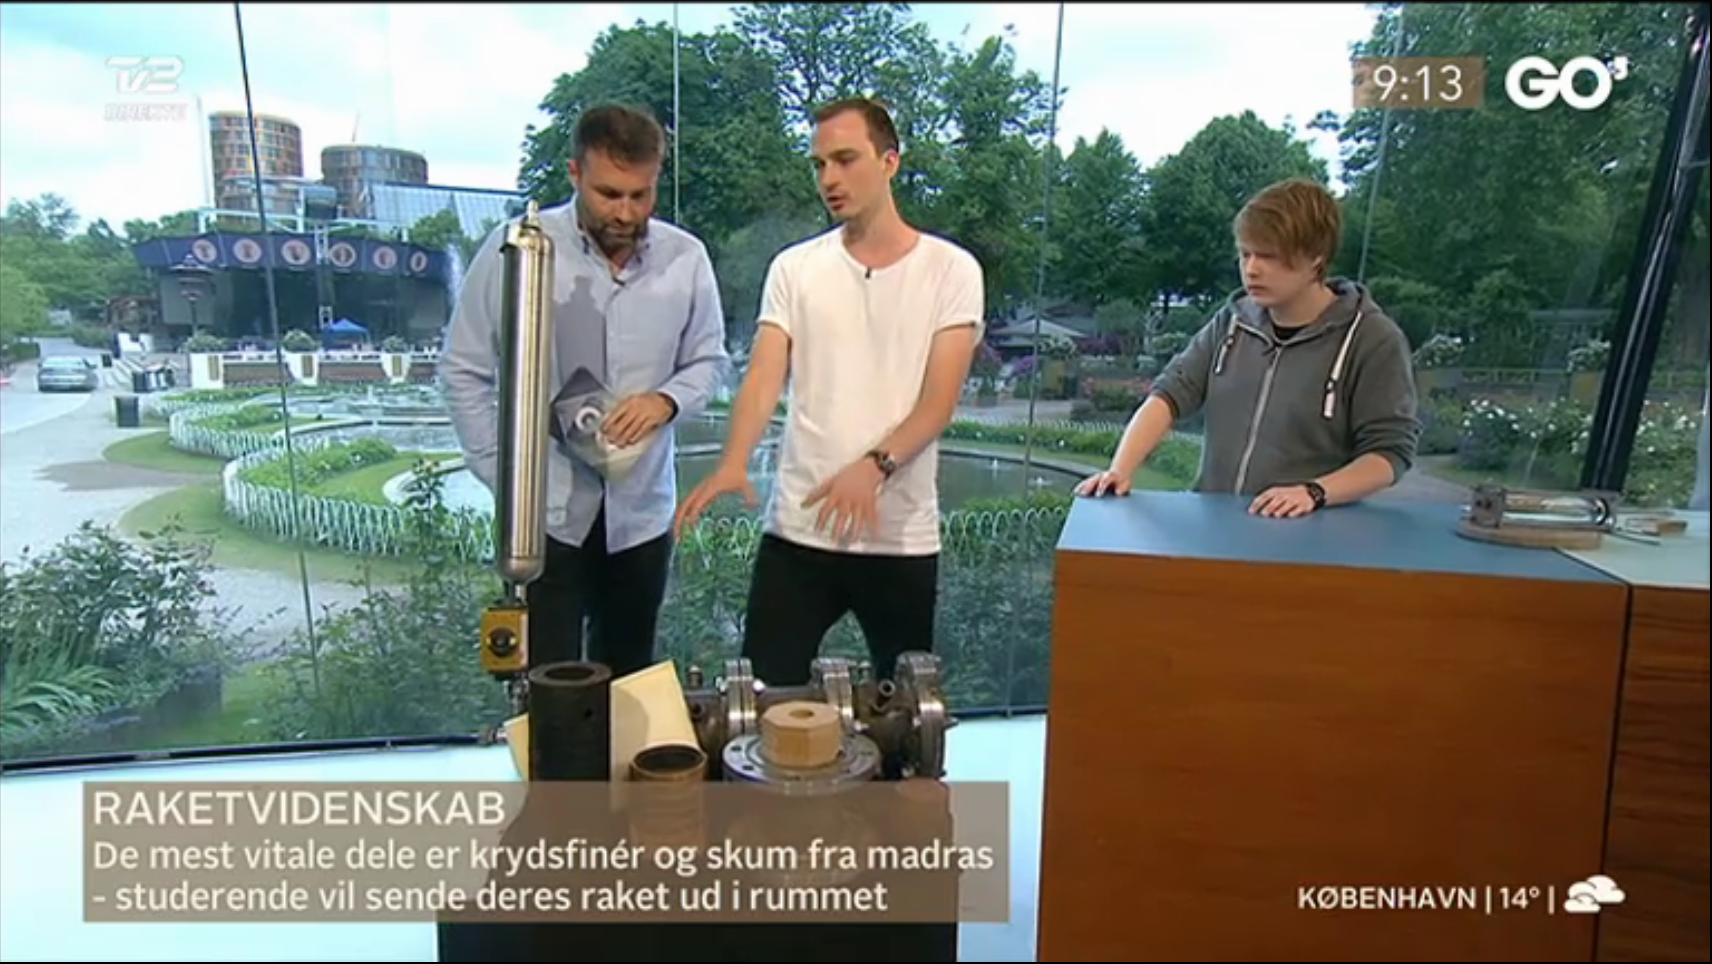 TV2
DIREKTE
9:13 GO'
RAKETVIDENSKAB
De mest vitale dele er krydsfinér og skum fra madras
- studerende vil sende deres raket ud i rummet
KØBENHAVN | 14° |